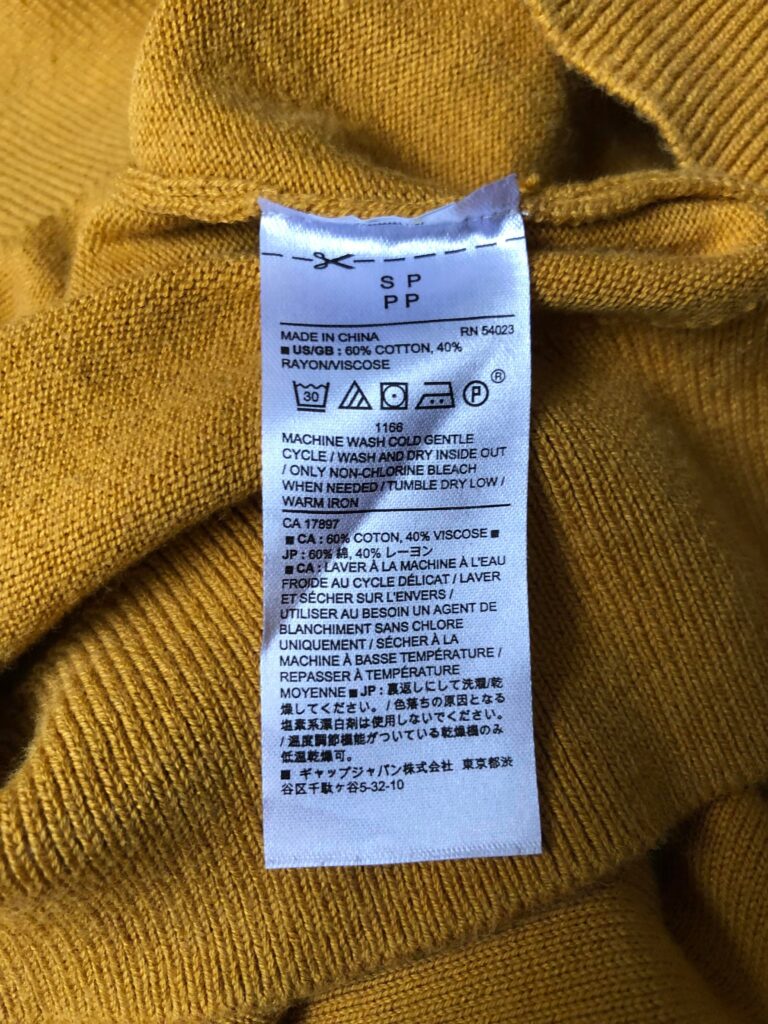 S P
P P
MADE IN CHINA RN 54023
■ US/GB : 60% COTTON, 40%
RAYON/VISCOSE
30 P ®
1166
MACHINE WASH COLD GENTLE
CYCLE / WASH AND DRY INSIDE OUT
/ ONLY NON-CHLORINE BLEACH
WHEN NEEDED / TUMBLE DRY LOW /
WARM IRON
CA 17897
■ CA : 60% COTON, 40% VISCOSE ■
JP : 60% 綿, 40% レーヨン
■ CA : LAVER À LA MACHINE À L'EAU
FROIDE AU CYCLE DÉLICAT / LAVER
ET SÉCHER SUR L'ENVERS /
UTILISER AU BESOIN UN AGENT DE
BLANCHIMENT SANS CHLORE
UNIQUEMENT / SÉCHER À LA
MACHINE À BASSE TEMPÉRATURE /
REPASSER À TEMPÉRATURE
MOYENNE ■ JP : 裏返しにして洗濯/乾
燥してください。/ 色落ちの原因となる
塩素系漂白剤は使用しないでください。
/ 温度調節機能がついている乾燥機のみ
低温乾燥可。
■ ギャップジャパン株式会社 東京都渋
谷区千駄ヶ谷5-32-10